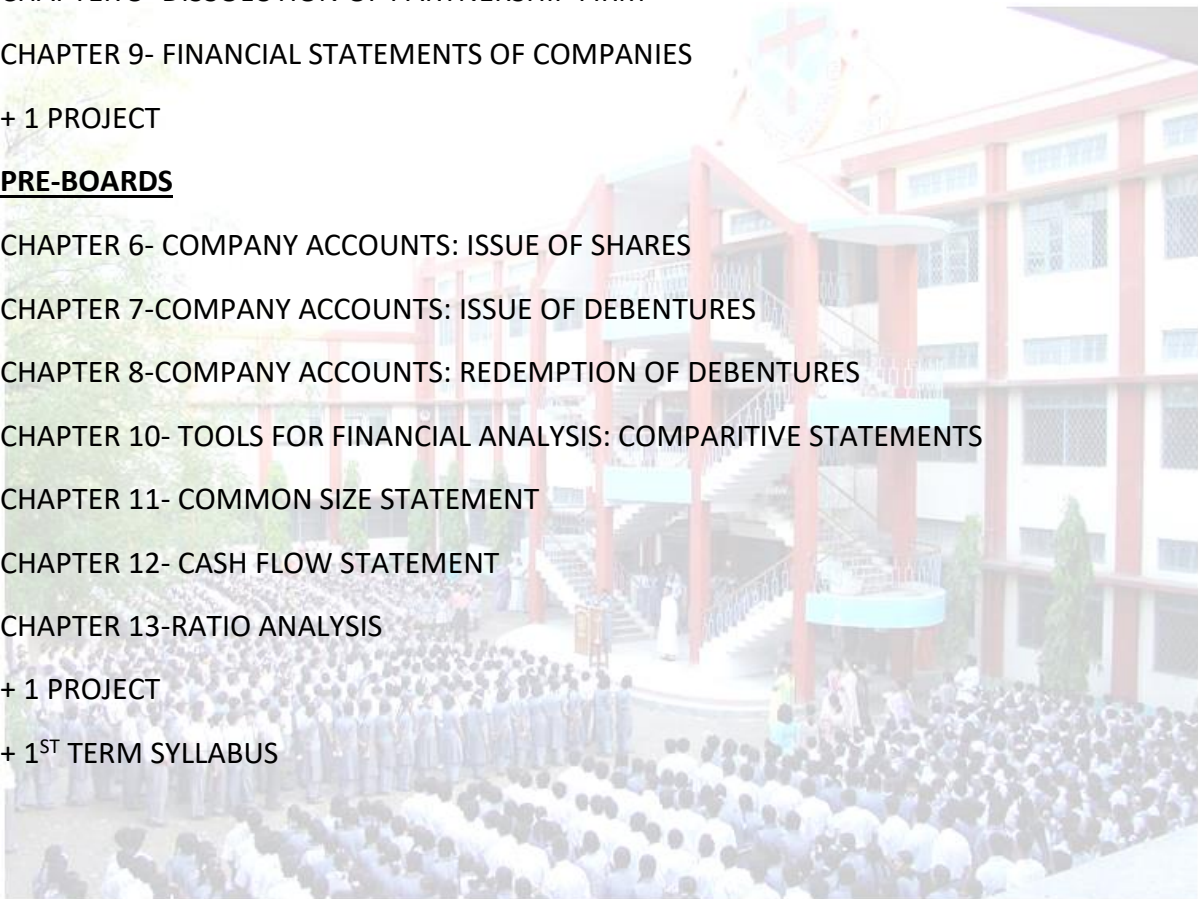 CHAPTER 9- FINANCIAL STATEMENTS OF COMPANIES
+ 1 PROJECT
PRE-BOARDS
CHAPTER 6- COMPANY ACCOUNTS: ISSUE OF SHARES
CHAPTER 7-COMPANY ACCOUNTS: ISSUE OF DEBENTURES
CHAPTER 8-COMPANY ACCOUNTS: REDEMPTION OF DEBENTURES
CHAPTER 10- TOOLS FOR FINANCIAL ANALYSIS: COMPARITIVE STATEMENTS
CHAPTER 11- COMMON SIZE STATEMENT
CHAPTER 12- CASH FLOW STATEMENT
CHAPTER 13-RATIO ANALYSIS
+ 1 PROJECT
+ 1ST TERM SYLLABUS